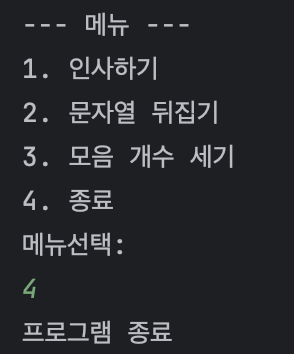 --- 메뉴 ---
1. 인사하기
2. 문자열 뒤집기
3. 모음 개수 세기
4. 종료
메뉴선택:
4
프로그램 종료